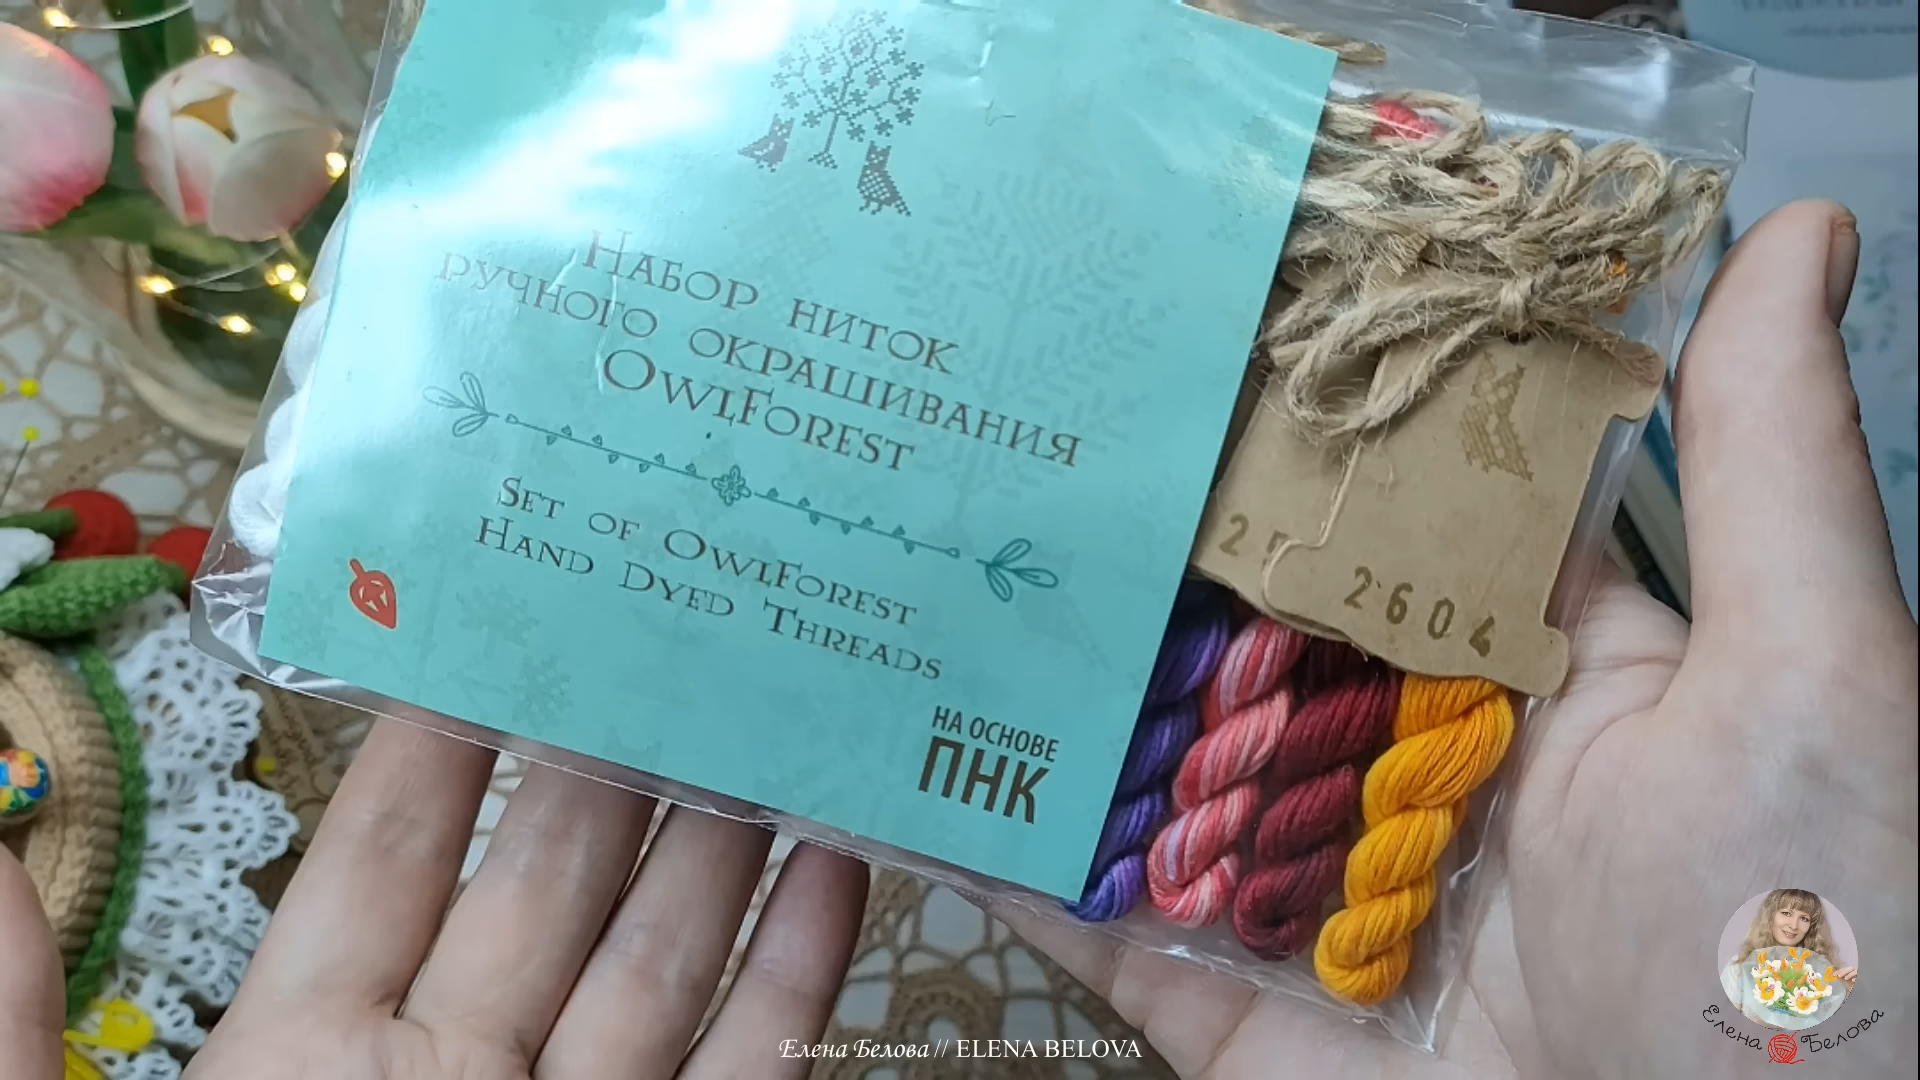 Набор ниток
ручного окрашивания
OwlForest
Set of OwlForest
Hand Dyed Threads
НА ОСНОВЕ
ПНК
2604
Елена Белова // ELENA BELOVA
Елена Белова